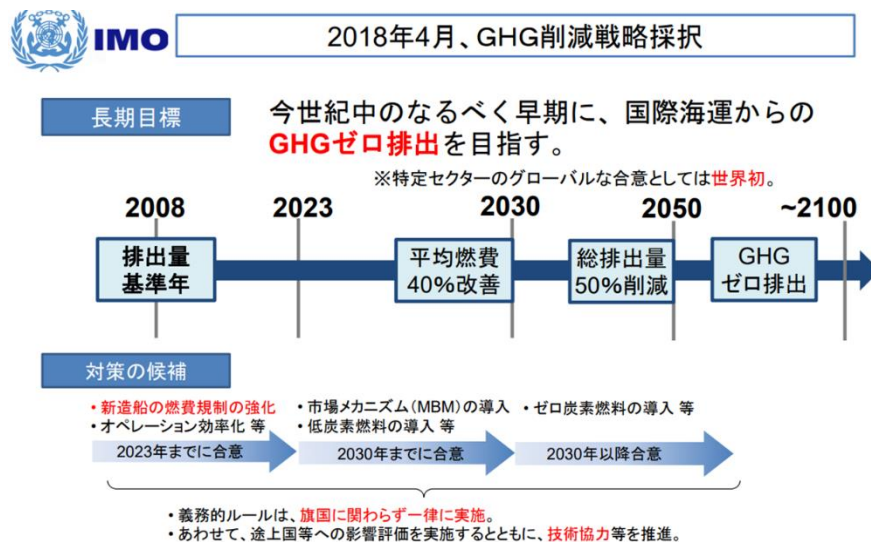 IMO
2018年4月、GHG削減戦略採択
長期目標
今世紀中のなるべく早期に、国際海運からの
GHGゼロ排出を目指す。
※特定セクターのグローバルな合意としては世界初。
2008
2023
2030
2050
~2100
排出量
基準年
平均燃費
40%改善
総排出量
50%削減
GHG
ゼロ排出
対策の候補
・新造船の燃費規制の強化
・オペレーション効率化 等
・市場メカニズム(MBM)の導入
・低炭素燃料の導入 等
・ゼロ炭素燃料の導入 等
2023年までに合意
2030年までに合意
2030年以降合意
・義務的ルールは、旗国に関わらず一律に実施。
・あわせて、途上国等への影響評価を実施するとともに、技術協力等を推進。